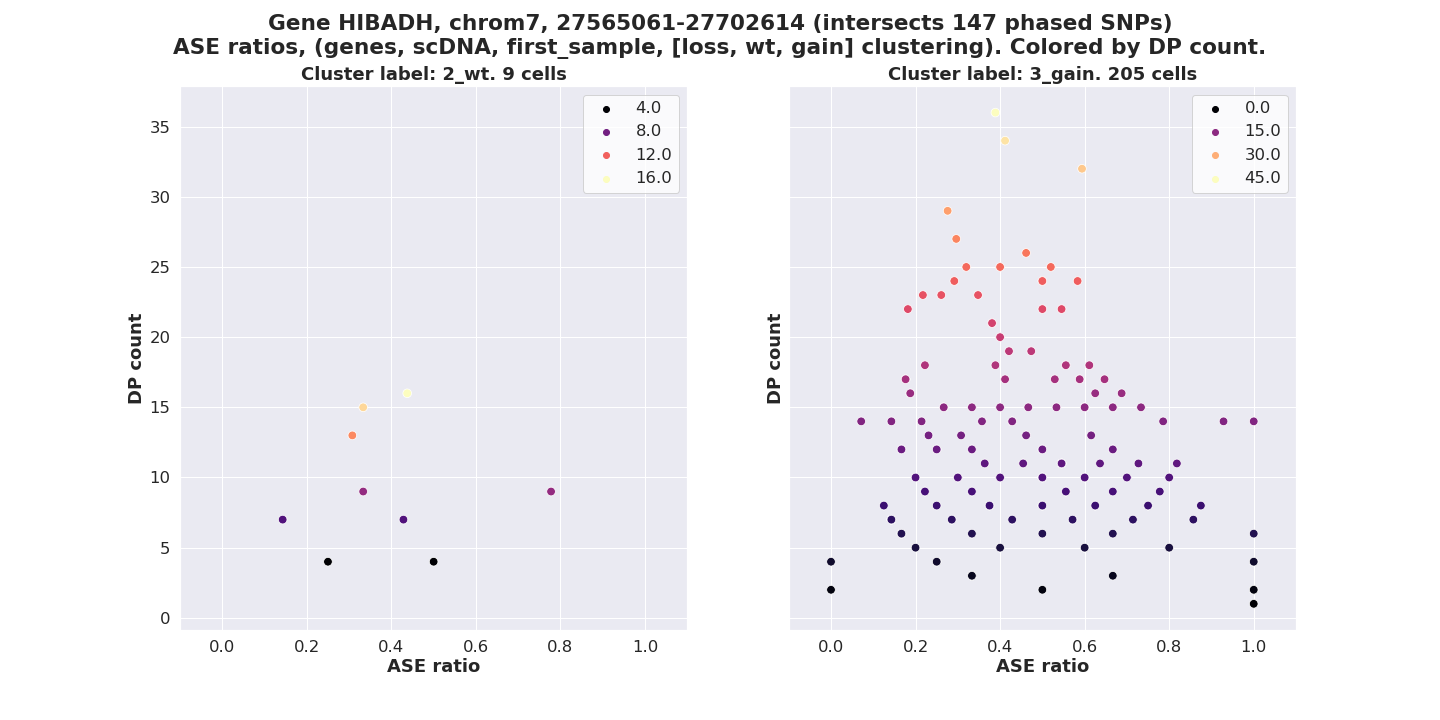 Gene HIBADH, chrom7, 27565061-27702614 (intersects 147 phased SNPs)
ASE ratios, (genes, scDNA, first_sample, [loss, wt, gain] clustering). Colored by DP count.
Cluster label: 2_wt. 9 cells
4.0
8.0
12.0
16.0
35
30
25
20
15
10
5
0
DP count
0.0 0.2 0.4 0.6 0.8 1.0
ASE ratio
Cluster label: 3_gain. 205 cells
0.0
15.0
30.0
45.0
DP count
0.0 0.2 0.4 0.6 0.8 1.0
ASE ratio